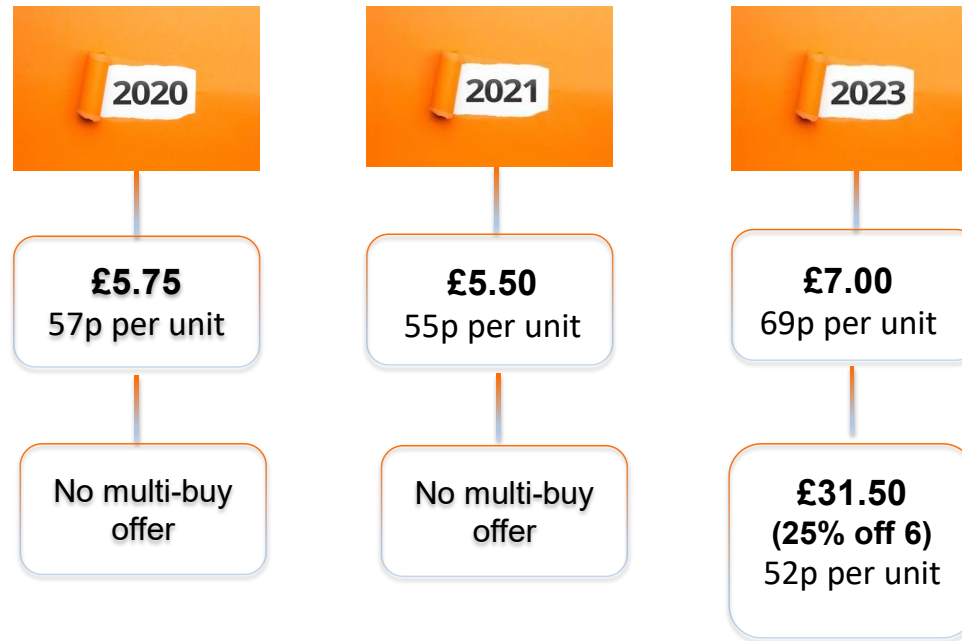 2020
£5.75
57p per unit
No multi-buy
offer
2021
£5.50
55p per unit
No multi-buy
offer
2023
£7.00
69p per unit
£31.50
(25% off 6)
52p per unit